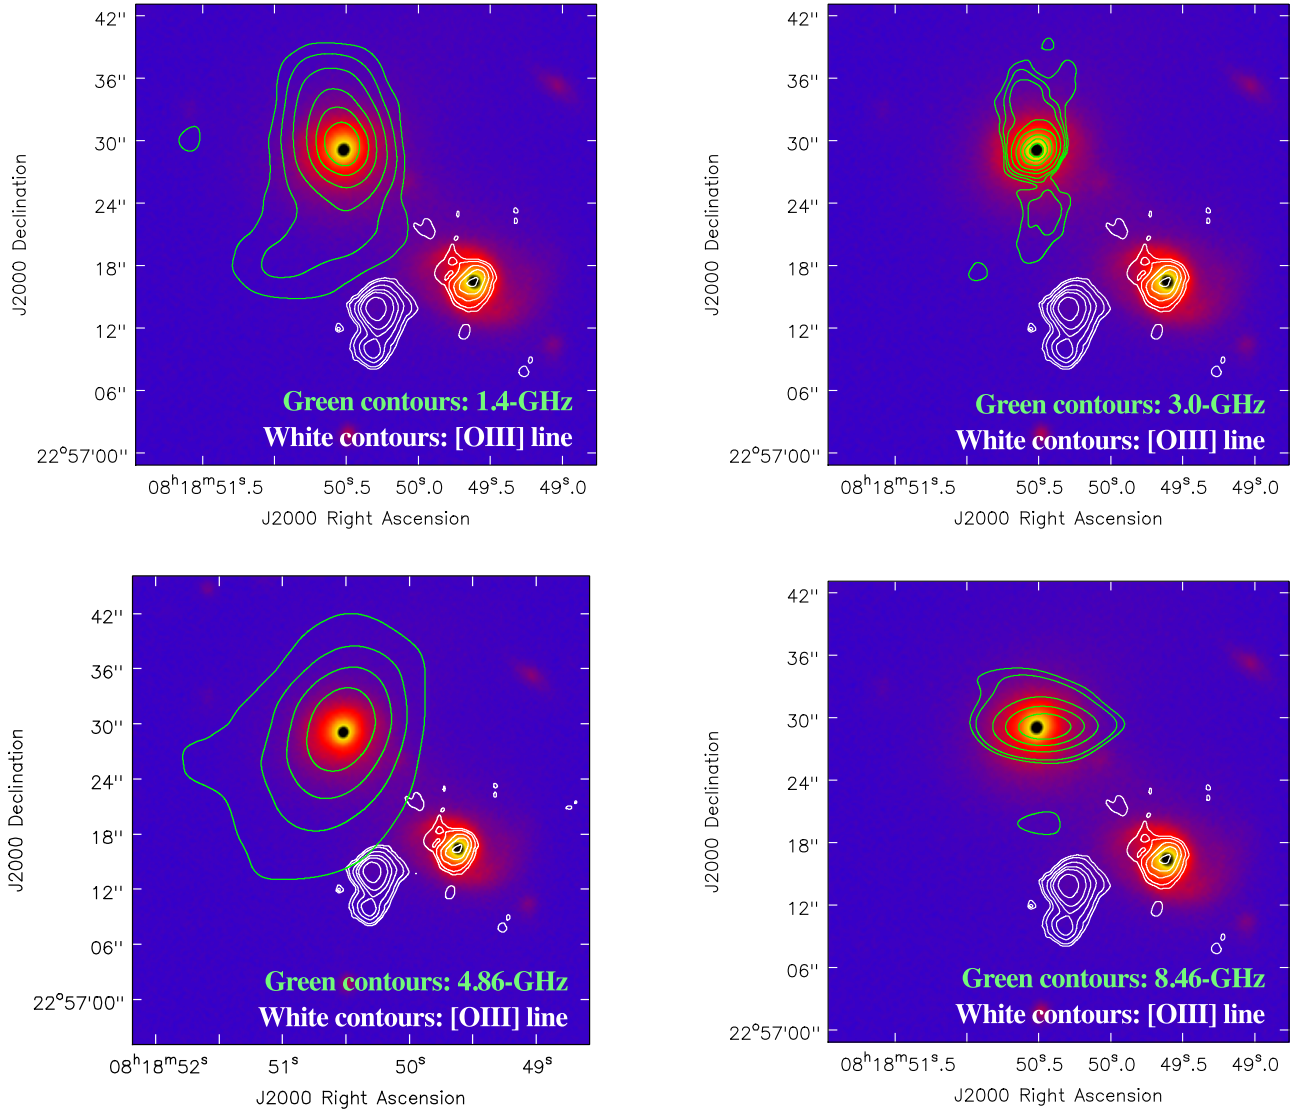 42"
36"
30"
24"
18"
12"
06"
22°57'00"
J2000 Declination
Green contours: 1.4-GHz
White contours: [OIII] line
08ʰ18ᵐ51ˢ.5 50ˢ.5 50ˢ.0 49ˢ.5 49ˢ.0
J2000 Right Ascension
42"
36"
30"
24"
18"
12"
06"
22°57'00"
J2000 Declination
Green contours: 3.0-GHz
White contours: [OIII] line
08ʰ18ᵐ51ˢ.5 50ˢ.5 50ˢ.0 49ˢ.5 49ˢ.0
J2000 Right Ascension
42"
36"
30"
24"
18"
12"
06"
22°57'00"
J2000 Declination
Green contours: 4.86-GHz
White contours: [OIII] line
08ʰ18ᵐ52ˢ 51ˢ 50ˢ 49ˢ
J2000 Right Ascension
42"
36"
30"
24"
18"
12"
06"
22°57'00"
J2000 Declination
Green contours: 8.46-GHz
White contours: [OIII] line
08ʰ18ᵐ51ˢ.5 50ˢ.5 50ˢ.0 49ˢ.5 49ˢ.0
J2000 Right Ascension